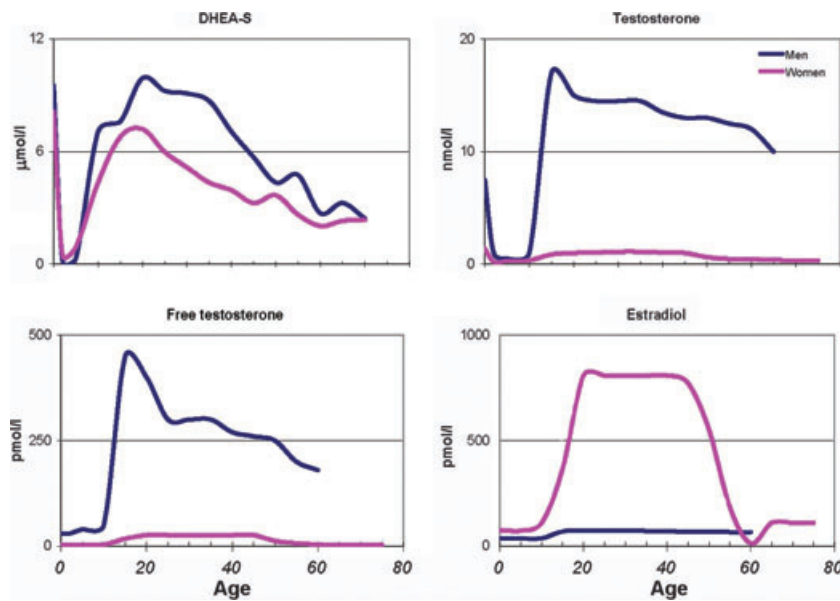 DHEA-S
12
6
0
μmol/l
Testosterone
20
10
0
nmol/l
Men
Women
Free testosterone
500
250
0
pmol/l
0 20 40 60 80
Age
Estradiol
1000
500
0
pmol/l
0 20 40 60 80
Age